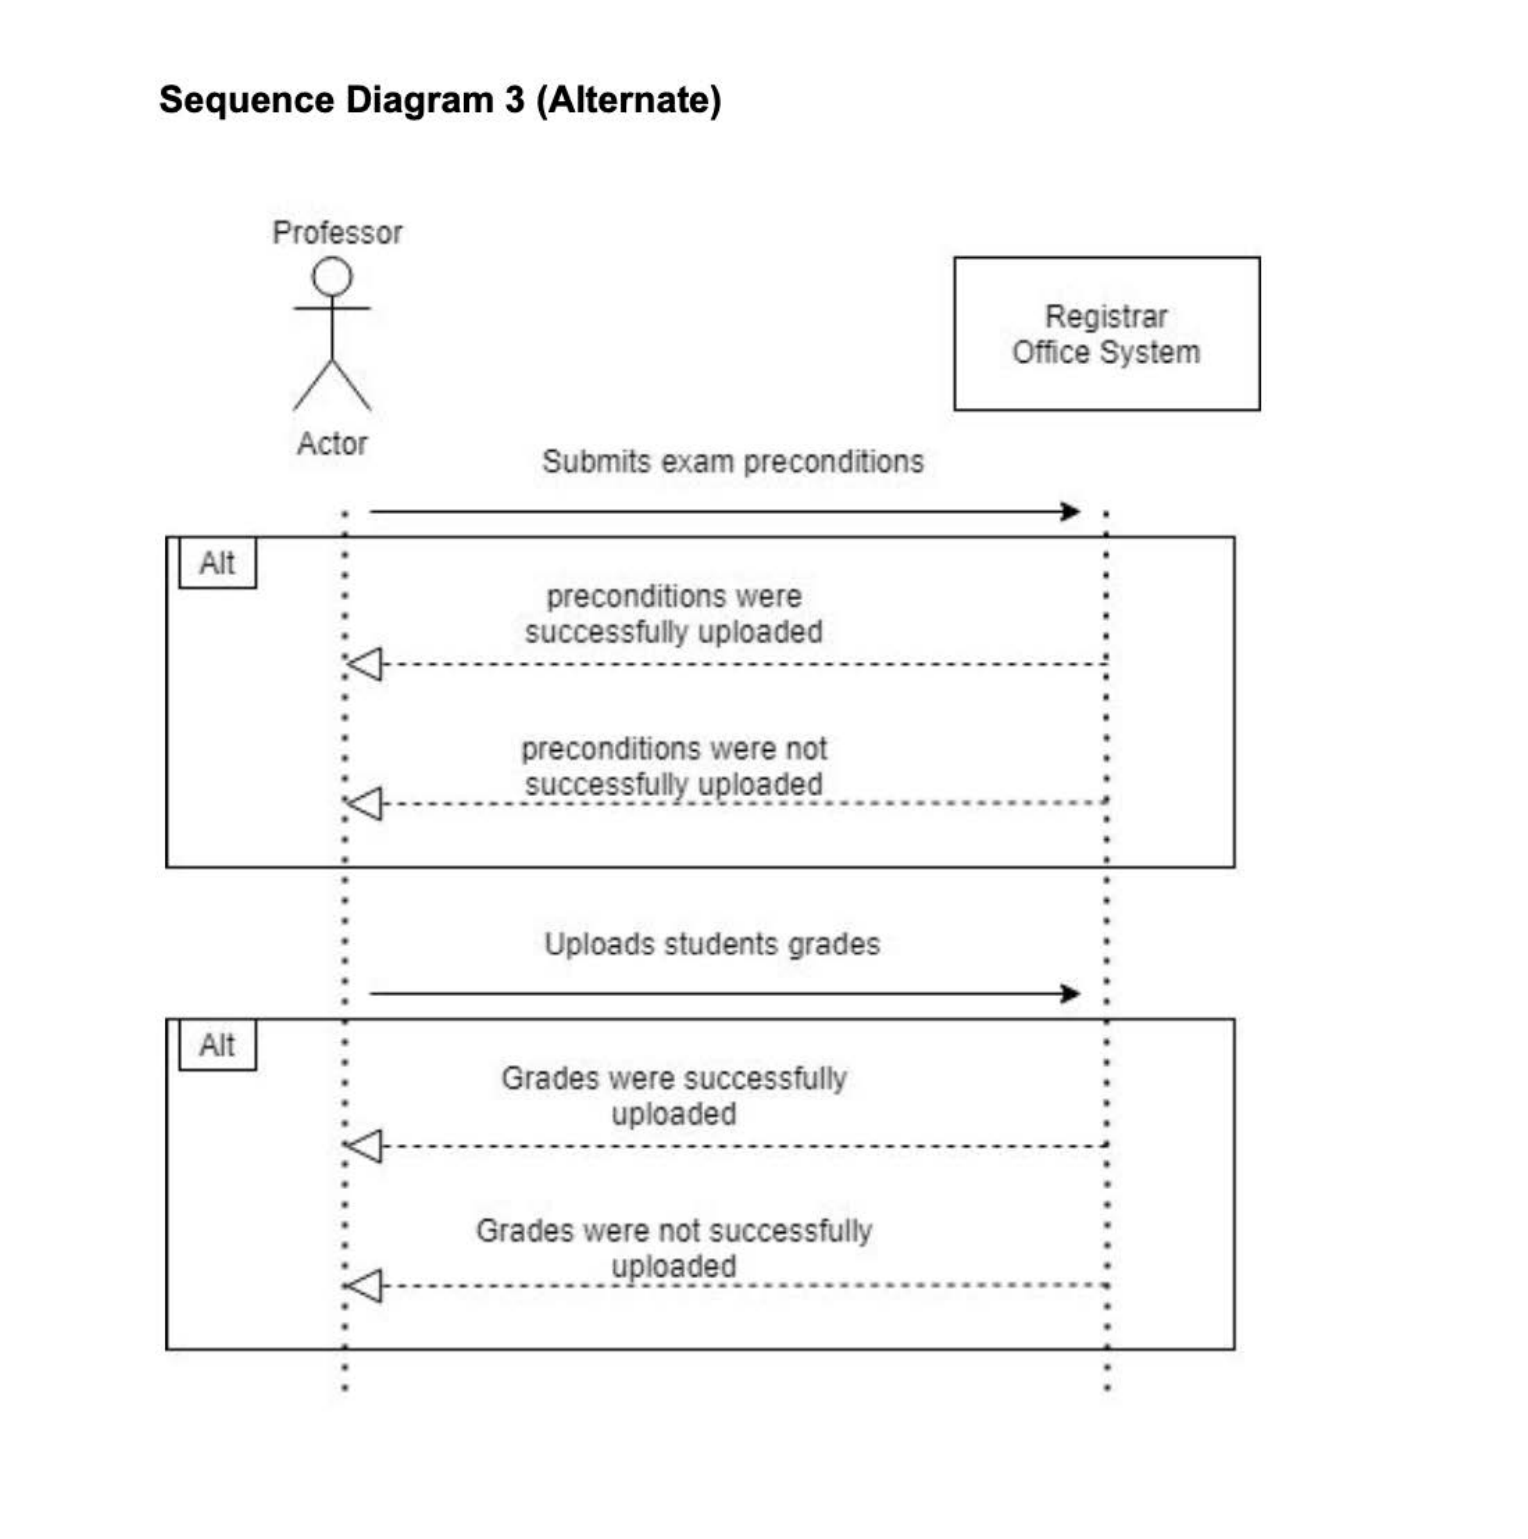 Sequence Diagram 3 (Alternate)
Professor
Registrar
Office System
Actor
Submits exam preconditions
Alt
preconditions were
successfully uploaded
preconditions were not
successfully uploaded
Uploads students grades
Alt
Grades were successfully
uploaded
Grades were not successfully
uploaded